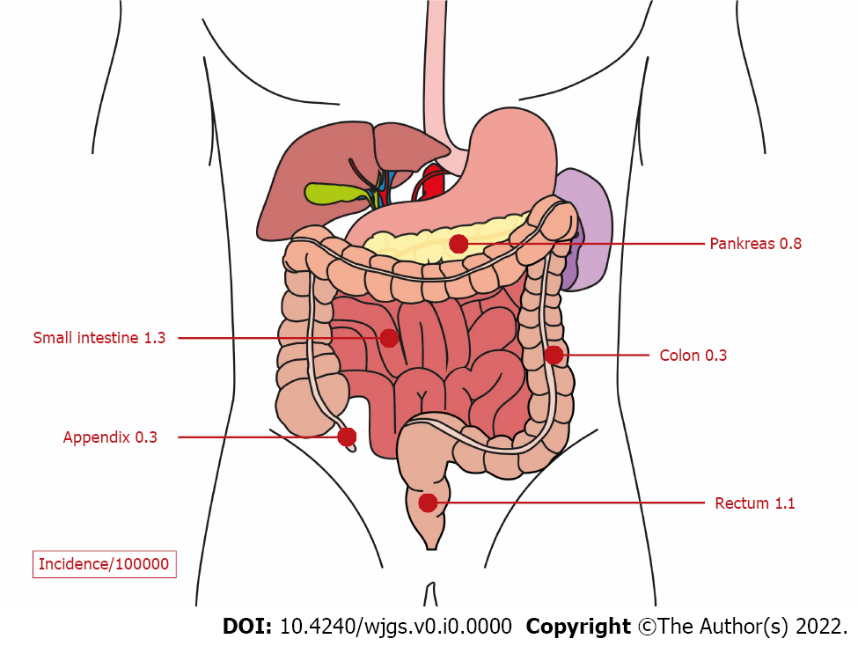 Pankreas 0.8
Small intestine 1.3
Colon 0.3
Appendix 0.3
Rectum 1.1
Incidence/100000
DOI: 10.4240/wjgs.v0.i0.0000 Copyright ©The Author(s) 2022.